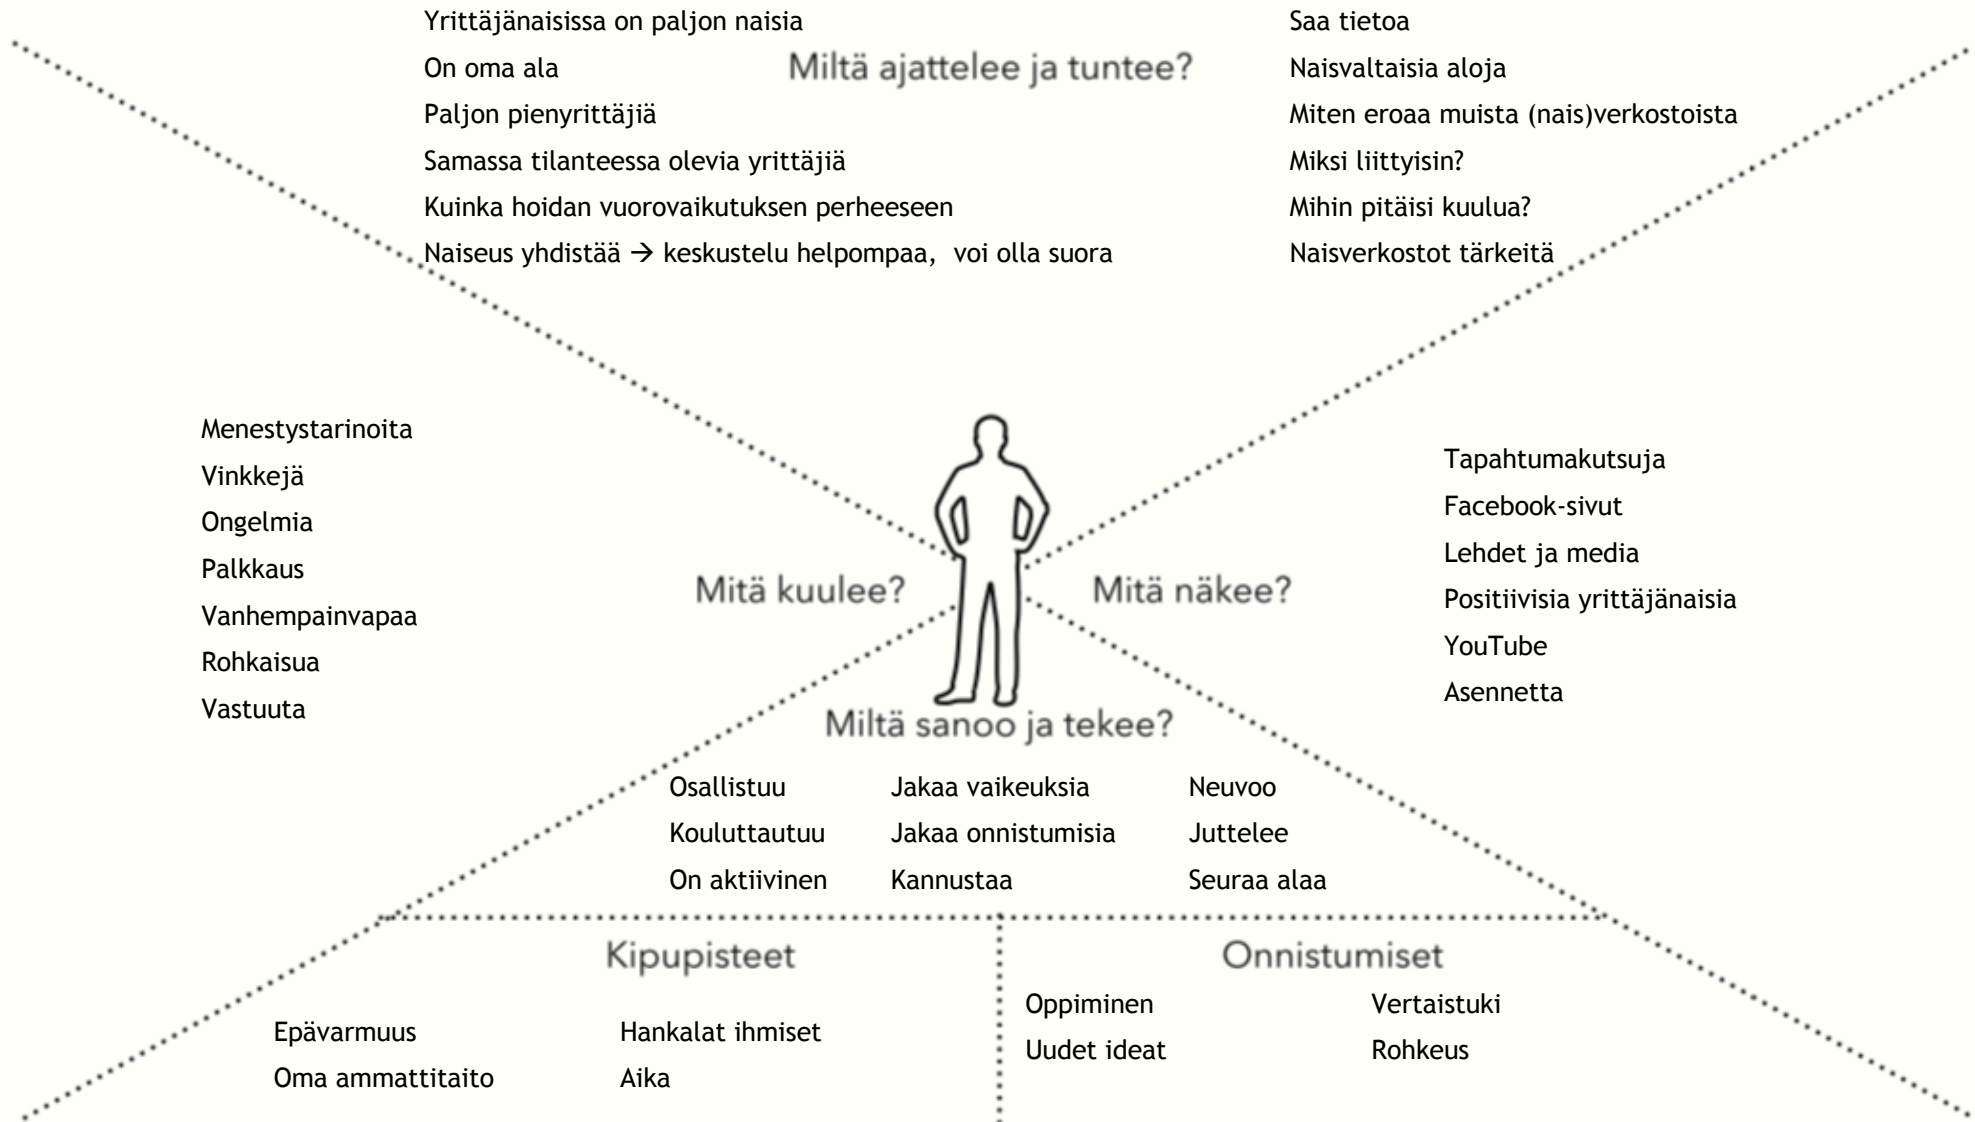 Miltä ajattelee ja tuntee?
Yrittäjänaisissa on paljon naisia
On oma ala
Paljon pienyrittäjiä
Samassa tilanteessa olevia yrittäjiä
Kuinka hoidan vuorovaikutuksen perheeseen
Naiseus yhdistää → keskustelu helpompaa, voi olla suora
Saa tietoa
Naisvaltaisia aloja
Miten eroaa muista (nais)verkostoista
Miksi liittyisin?
Mihin pitäisi kuulua?
Naisverkostot tärkeitä
Mitä kuulee?
Menestystarinoita
Vinkkejä
Ongelmia
Palkkaus
Vanhempainvapaa
Rohkaisua
Vastuuta
Mitä näkee?
Tapahtumakutsuja
Facebook-sivut
Lehdet ja media
Positiivisia yrittäjänaisia
YouTube
Asennetta
Miltä sanoo ja tekee?
Osallistuu
Kouluttautuu
On aktiivinen
Jakaa vaikeuksia
Jakaa onnistumisia
Kannustaa
Neuvoo
Juttelee
Seuraa alaa
Kipupisteet
Epävarmuus
Oma ammattitaito
Hankalat ihmiset
Aika
Onnistumiset
Oppiminen
Uudet ideat
Vertaistuki
Rohkeus